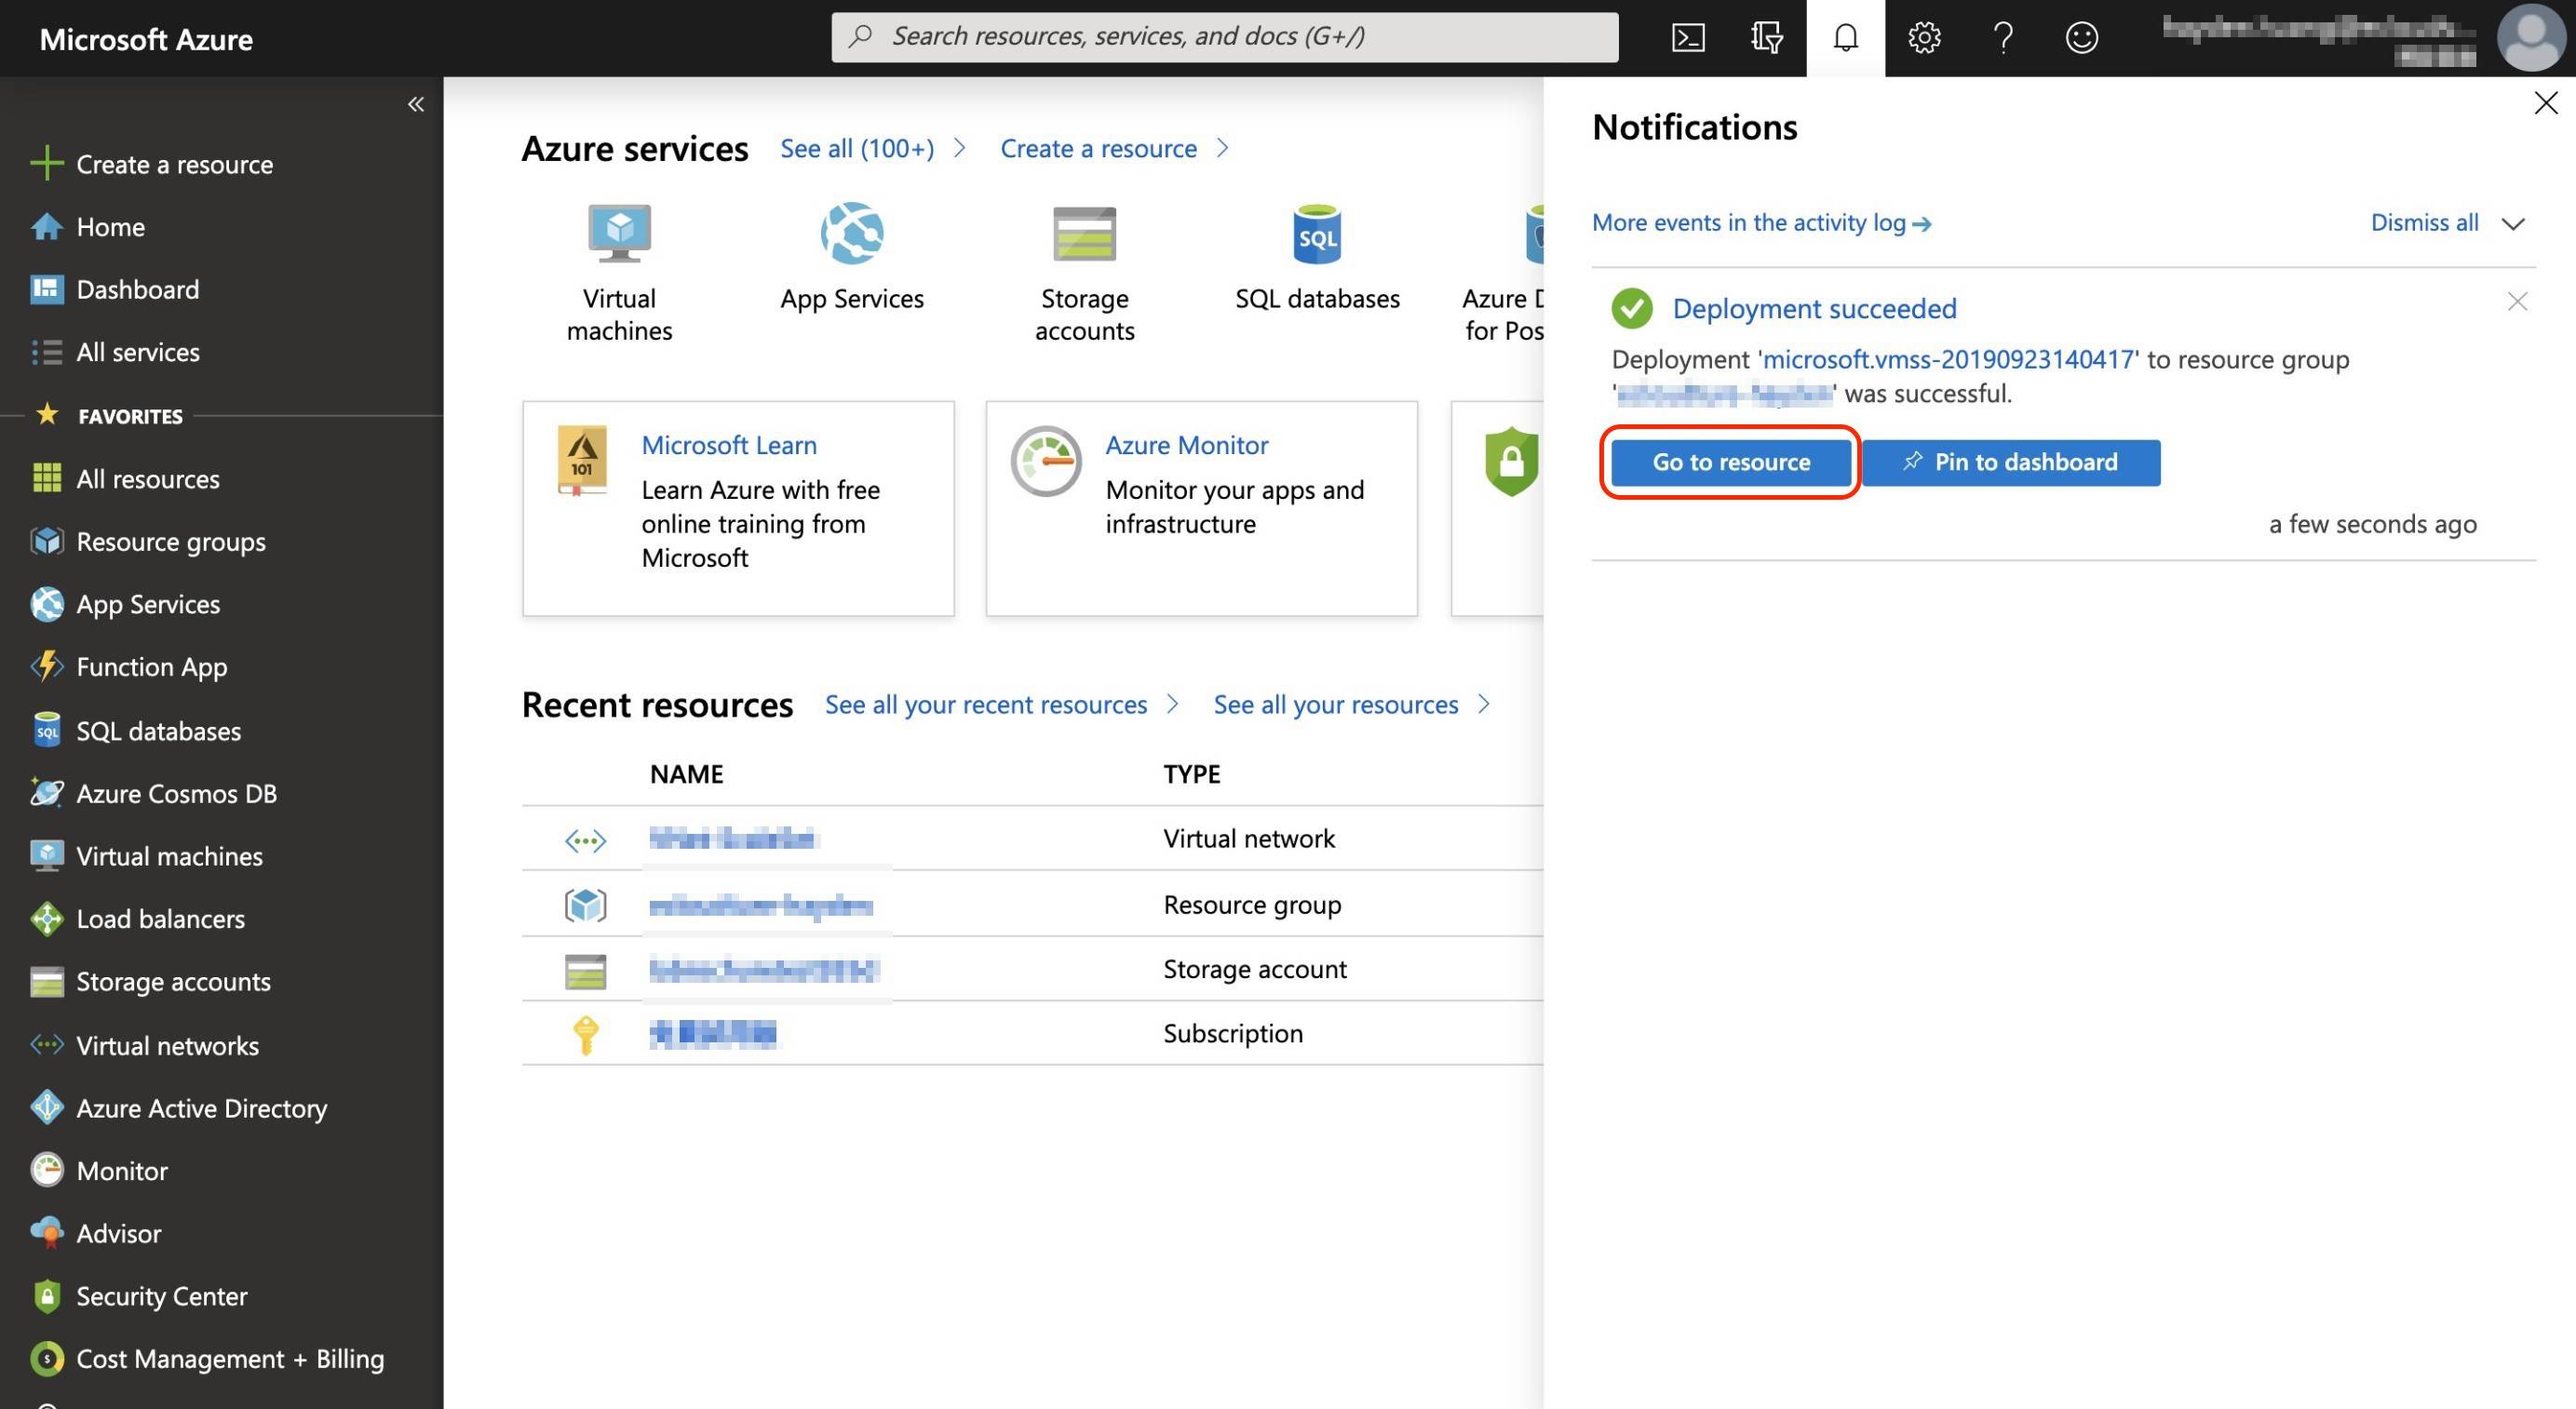 Microsoft Azure
Search resources, services, and docs (G+/)
Create a resource
Home
Dashboard
All services
FAVORITES
All resources
Resource groups
App Services
Function App
SQL databases
Azure Cosmos DB
Virtual machines
Load balancers
Storage accounts
Virtual networks
Azure Active Directory
Monitor
Advisor
Security Center
Cost Management + Billing
Azure services See all (100+) Create a resource
Virtual
machines
App Services
Storage
accounts
SQL
SQL databases
Azure D
for Pos
101
Microsoft Learn
Learn Azure with free
online training from
Microsoft
Azure Monitor
Monitor your apps and
infrastructure
Recent resources See all your recent resources See all your resources
NAME TYPE
Virtual network
Resource group
Storage account
Subscription
Notifications
More events in the activity log
Dismiss all
Deployment succeeded
Deployment 'microsoft.vmss-20190923140417' to resource group
' ' was successful.
Go to resource
Pin to dashboard
a few seconds ago